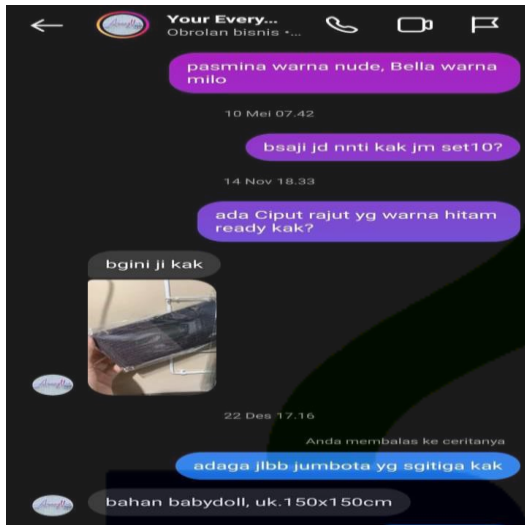 Your Every...
Obrolan bisnis •...
pasmina warna nude, Bella warna
milo
10 Mei 07.42
bsaji jd nnti kak jm set10?
14 Nov 18.33
ada Ciput rajut yg warna hitam
ready kak?
bgini ji kak
22 Des 17.16
Anda membalas ke ceritanya
adaga jlbb jumbota yg sgitiga kak
bahan babydoll, uk.150x150cm